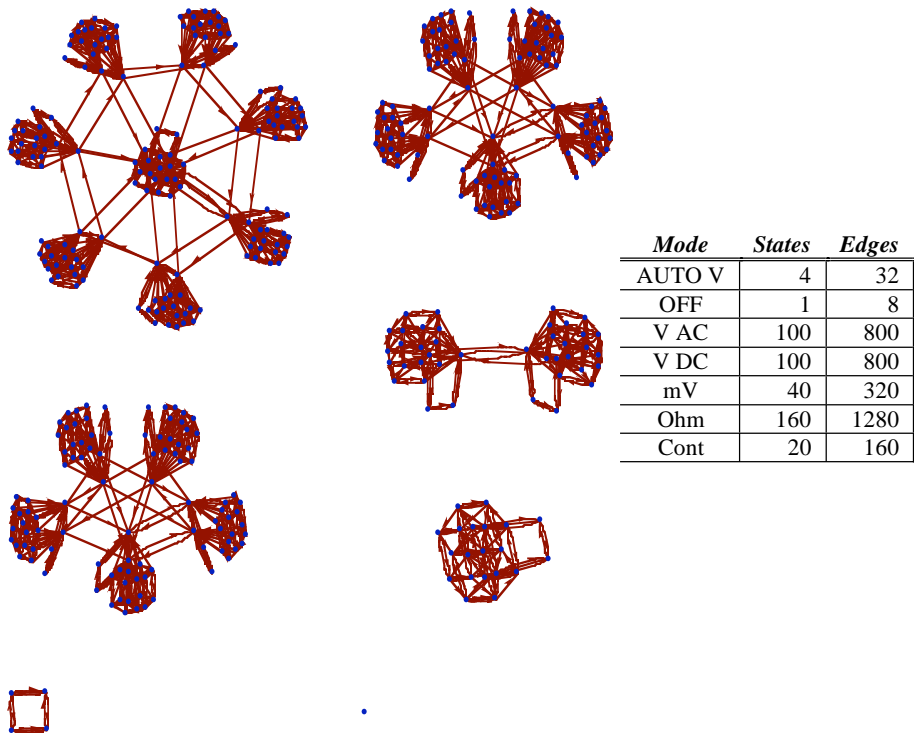 Mode States Edges
AUTO V 4 32
OFF 1 8
V AC 100 800
V DC 100 800
mV 40 320
Ohm 160 1280
Cont 20 160